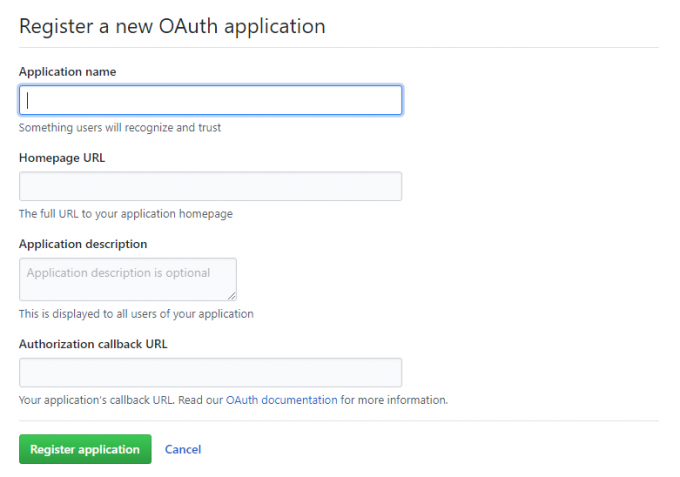 Register a new OAuth application
Application name
Something users will recognize and trust
Homepage URL
The full URL to your application homepage
Application description
Application description is optional
This is displayed to all users of your application
Authorization callback URL
Your application's callback URL. Read our OAuth documentation for more information.
Register application Cancel